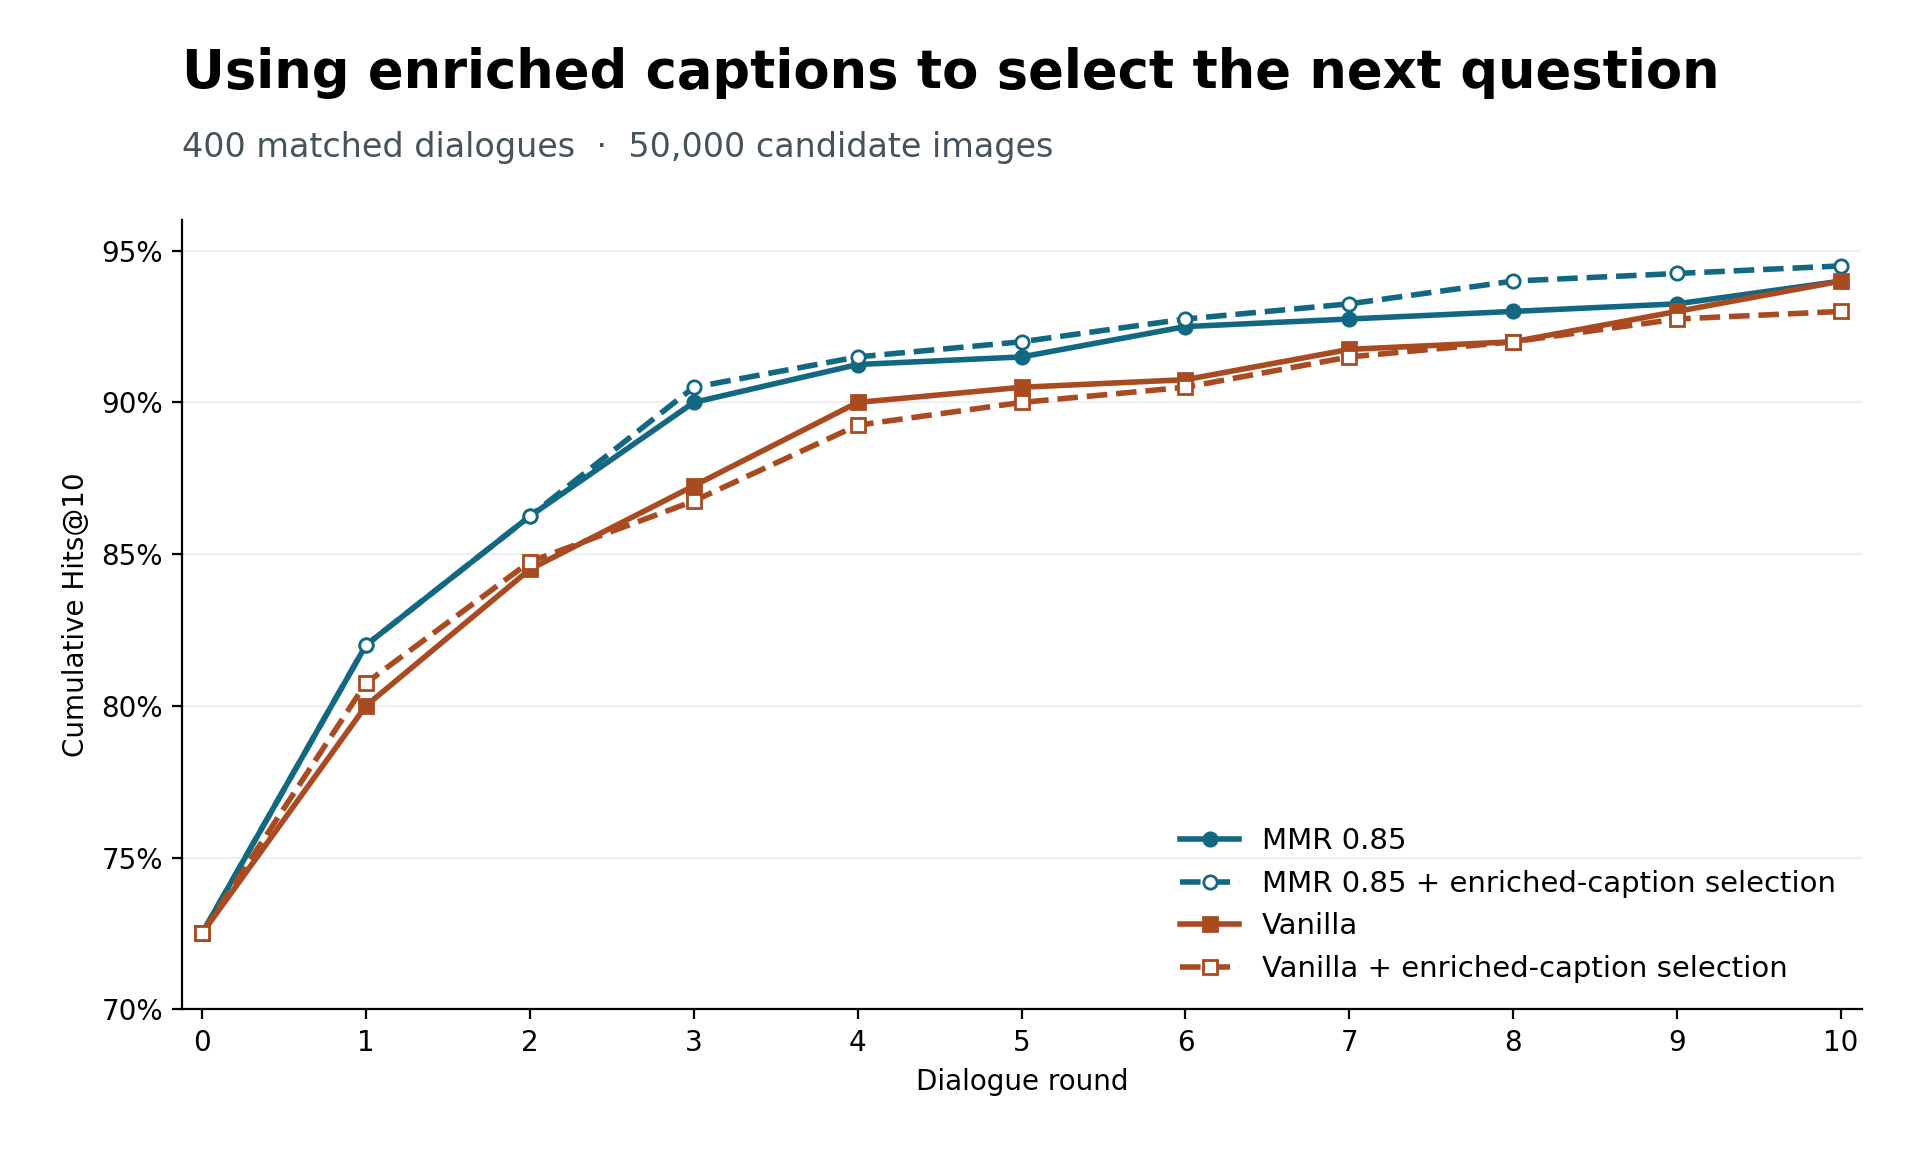 Using enriched captions to select the next question
400 matched dialogues · 50,000 candidate images
Cumulative Hits@10
95%
90%
85%
80%
75%
70%
MMR 0.85
MMR 0.85 + enriched-caption selection
Vanilla
Vanilla + enriched-caption selection
0 1 2 3 4 5 6 7 8 9 10
Dialogue round